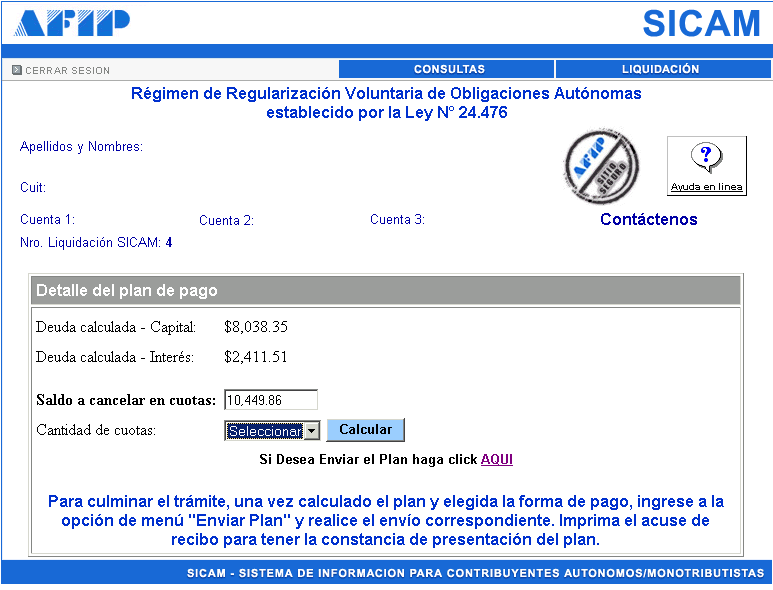 AFIP
SICAM
CERRAR SESION
CONSULTAS
LIQUIDACIÓN
Régimen de Regularización Voluntaria de Obligaciones Autónomas
establecido por la Ley N° 24.476
Apellidos y Nombres:
AFIP
SITIO
SEGURO
?
Ayuda en linea
Cuit:
Cuenta 1:
Cuenta 2:
Cuenta 3:
Contáctenos
Nro. Liquidación SICAM: 4
Detalle del plan de pago
Deuda calculada - Capital: $8,038.35
Deuda calculada - Interés: $2,411.51
Saldo a cancelar en cuotas: 10,449.86
Cantidad de cuotas: Seleccionar Calcular
Si Desea Enviar el Plan haga click AQUI
Para culminar el trámite, una vez calculado el plan y elegida la forma de pago, ingrese a la
opción de menú "Enviar Plan" y realice el envío correspondiente. Imprima el acuse de
recibo para tener la constancia de presentación del plan.
SICAM - SISTEMA DE INFORMACION PARA CONTRIBUYENTES AUTONOMOS/MONOTRIBUTISTAS